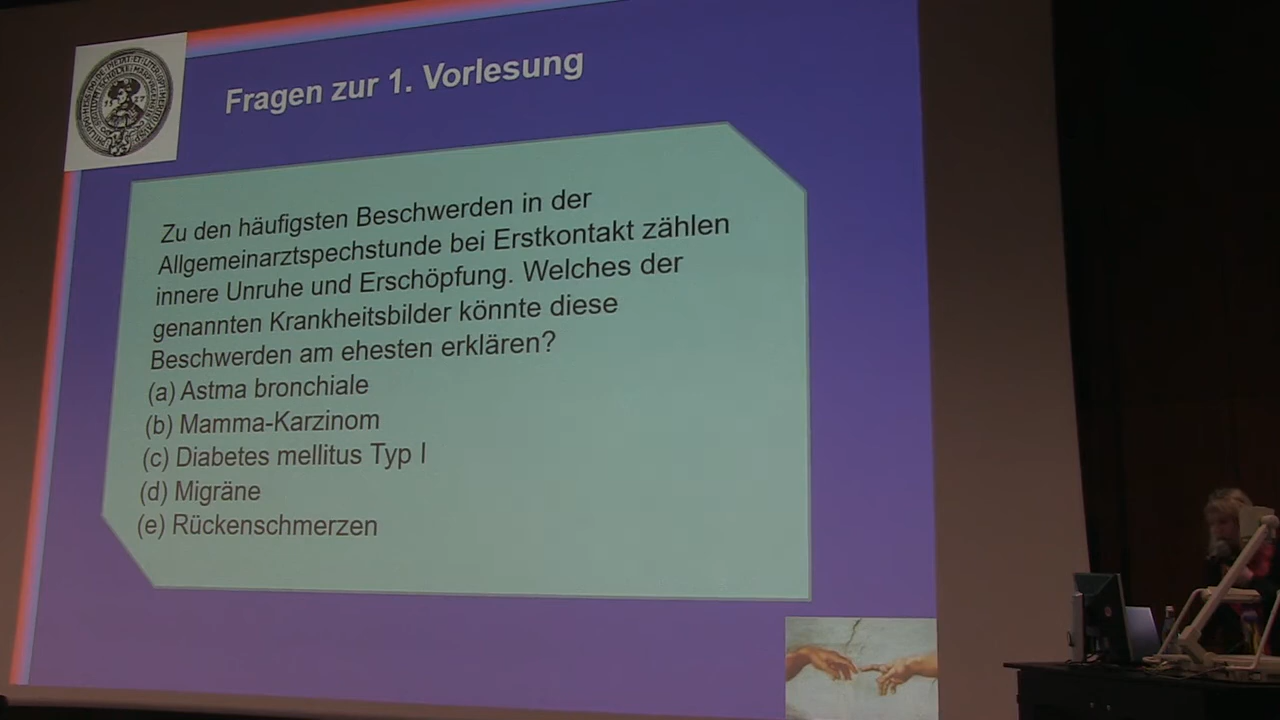 Fragen zur 1. Vorlesung
Zu den häufigsten Beschwerden in der
Allgemeinarztspechstunde bei Erstkontakt zählen
innere Unruhe und Erschöpfung. Welches der
genannten Krankheitsbilder könnte diese
Beschwerden am ehesten erklären?
(a) Astma bronchiale
(b) Mamma-Karzinom
(c) Diabetes mellitus Typ I
(d) Migräne
(e) Rückenschmerzen